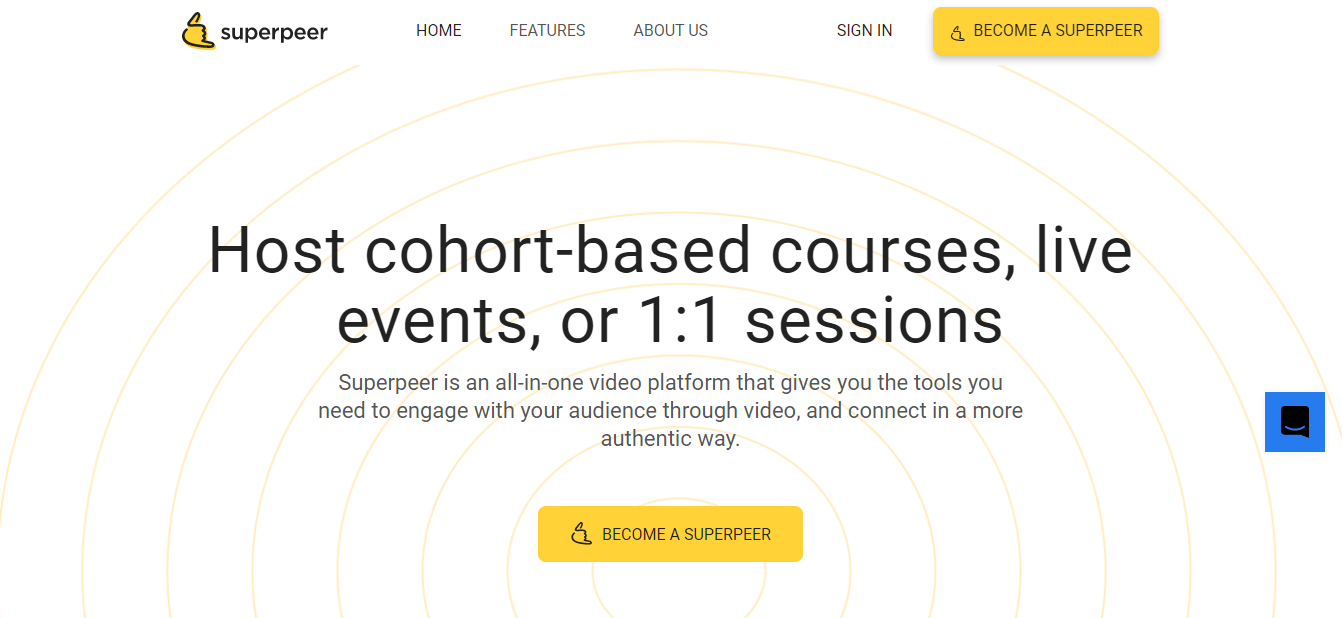 superpeer
HOME
FEATURES
ABOUT US
SIGN IN
BECOME A SUPERPEER
Host cohort-based courses, live
events, or 1:1 sessions
Superpeer is an all-in-one video platform that gives you the tools you
need to engage with your audience through video, and connect in a more
authentic way.
BECOME A SUPERPEER